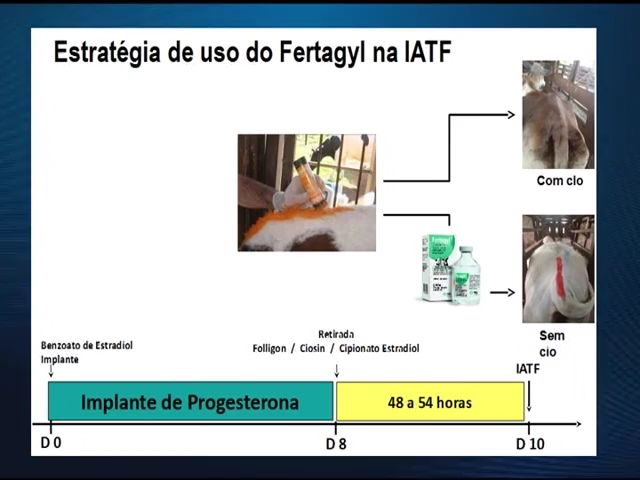 Estratégia de uso do Fertagyl na IATF
Com cio
Fertagyl
Sem
cio
IATF
Retirada
Folligon / Ciosin / Cipionato Estradiol
Benzoato de Estradiol
Implante
Implante de Progesterona
48 a 54 horas
D 0
D 8
D 10